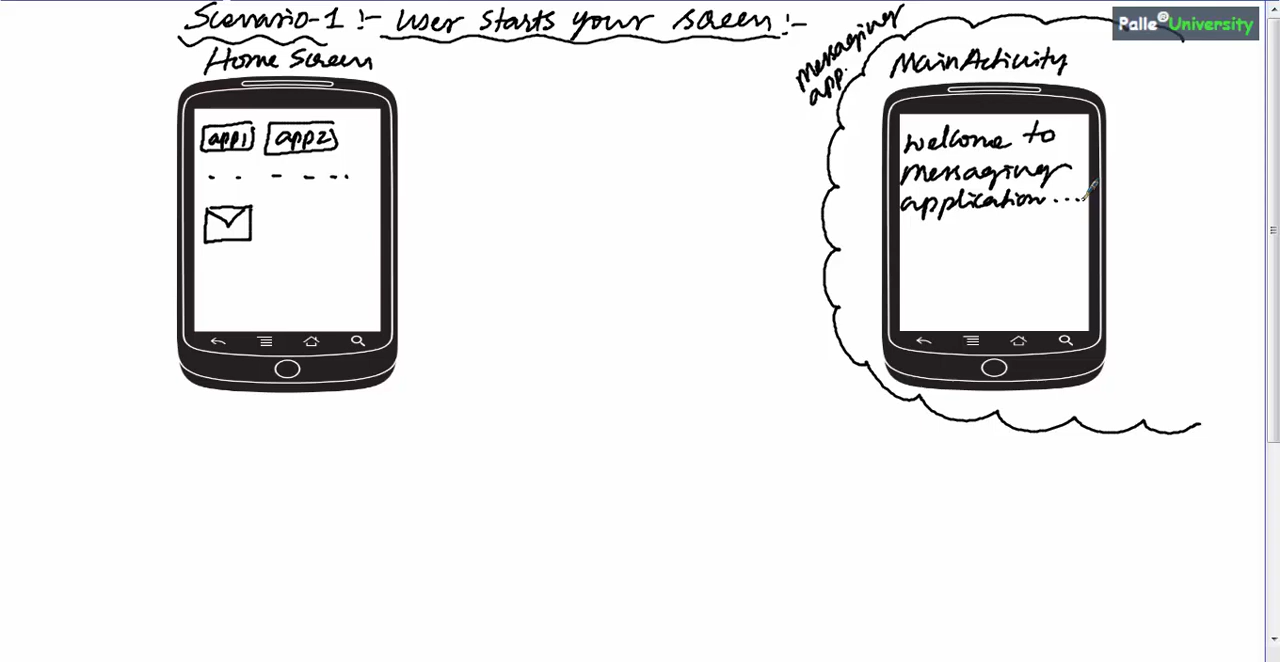 Scenario-1 :- User starts your screen :-
Home Screen
app1 app2
messaging
app.
MainActivity
welcome to
messaging
application....
Palle®University